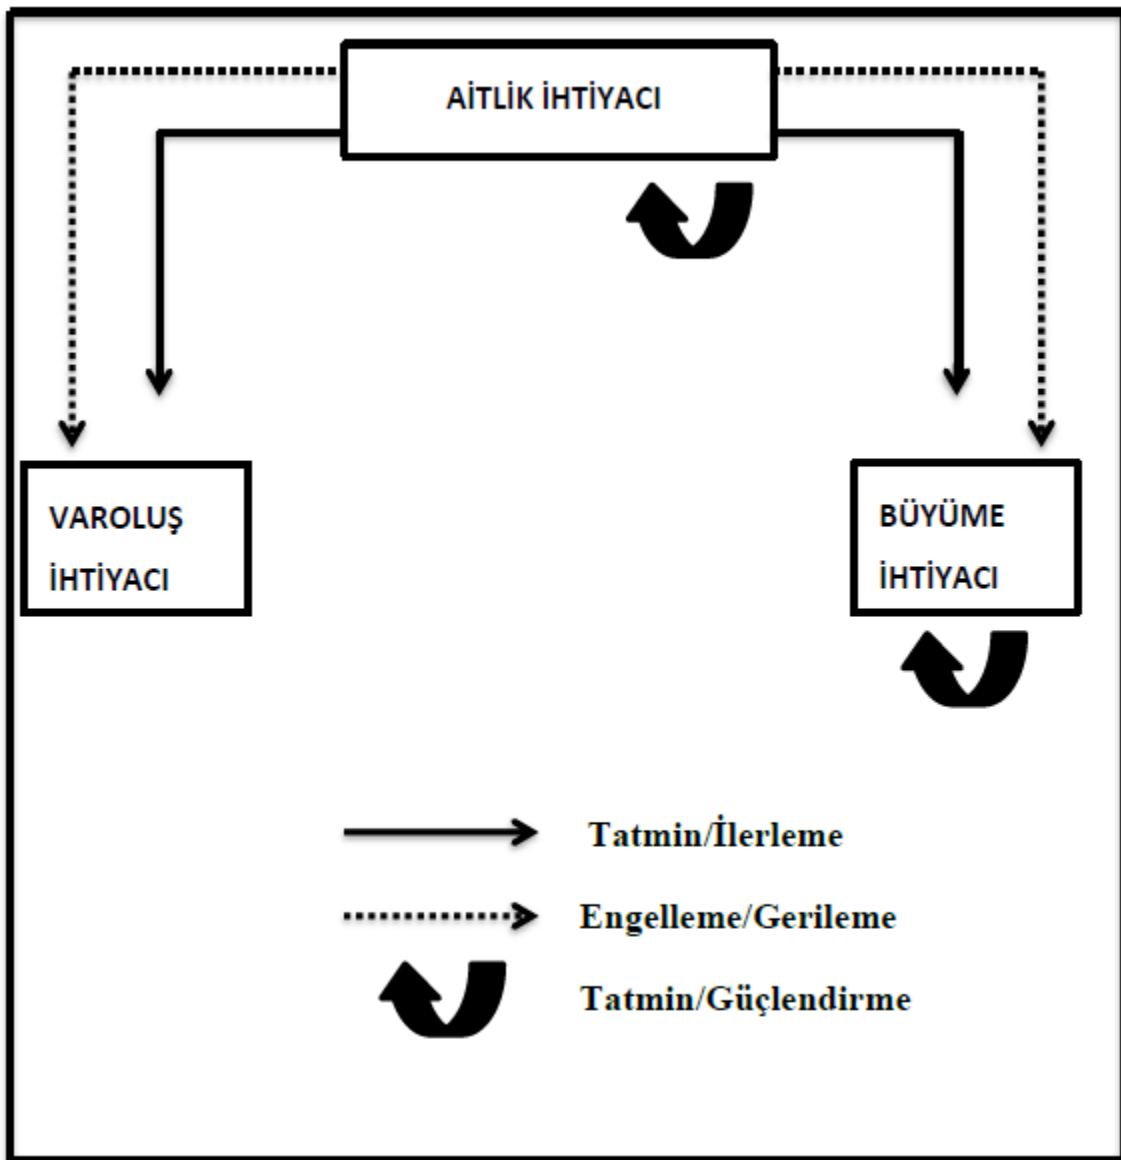 AİTLİK İHTİYACI
VAROLUŞ
İHTİYACI
BÜYÜME
İHTİYACI
Tatmin/İlerleme
Engelleme/Gerileme
Tatmin/Güçlendirme